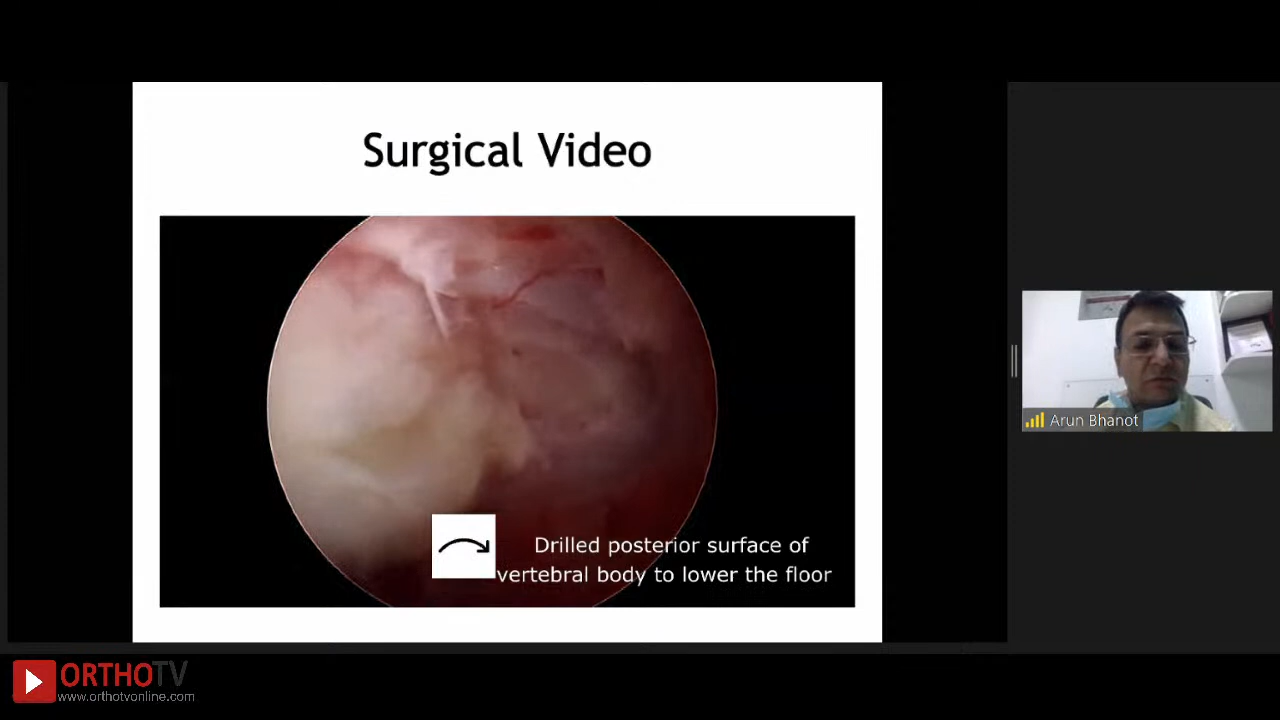 Surgical Video
Drilled posterior surface of
vertebral body to lower the floor
Arun Bhanot
ORTHOTV
www.orthotvonline.com